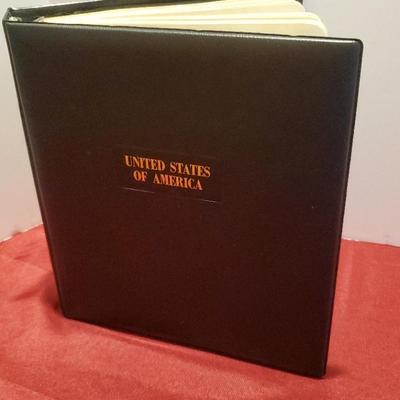 UNITED STATES
OF AMERICA